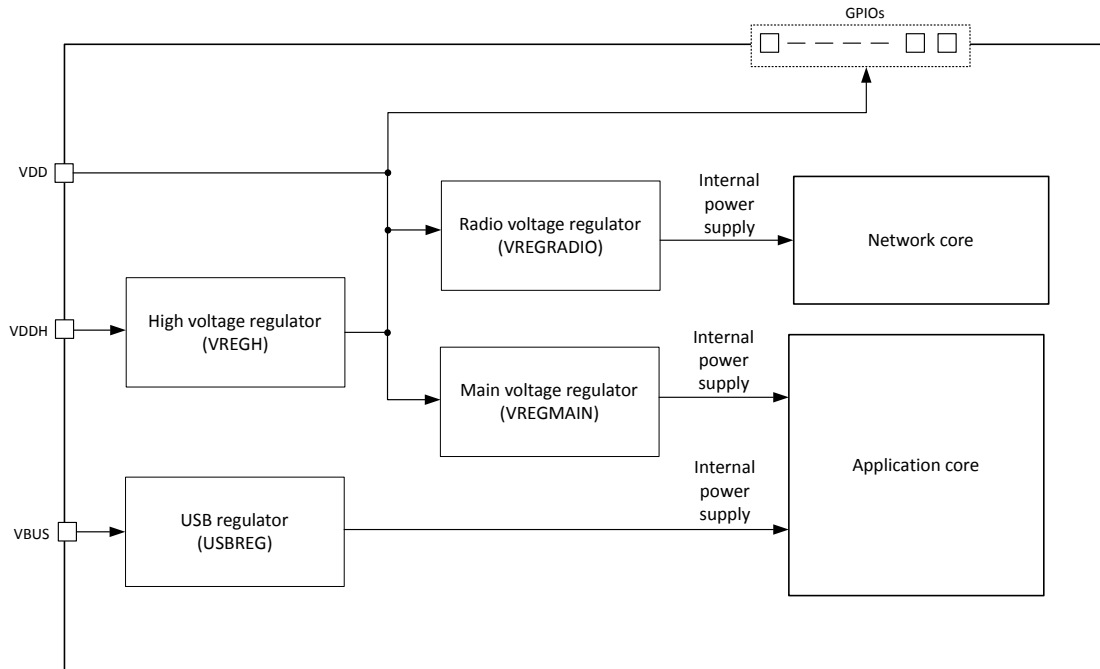 GPIOs
VDD
Radio voltage regulator
(VREGRADIO)
Internal
power
supply
Network core
VDDH
High voltage regulator
(VREGH)
Main voltage regulator
(VREGMAIN)
Internal
power
supply
Application core
VBUS
USB regulator
(USBREG)
Internal
power
supply